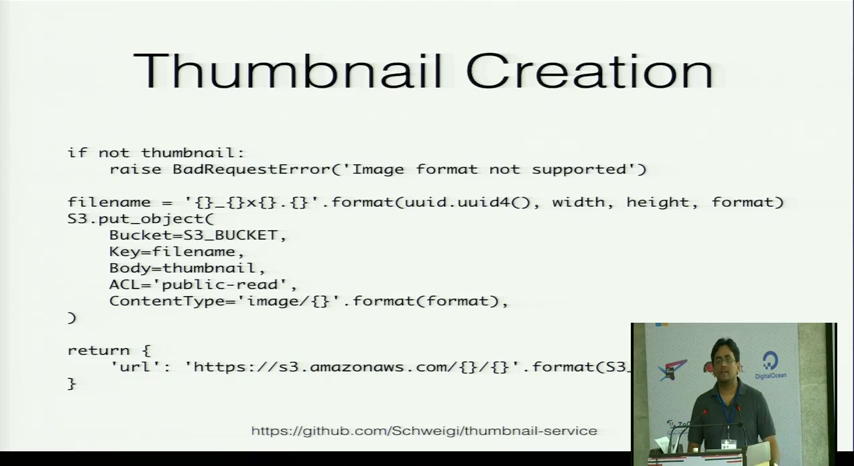 Thumbnail Creation
if not thumbnail:
    raise BadRequestError('Image format not supported')
filename = '{}_{}x{}.{}'.format(uuid.uuid4(), width, height, format)
S3.put_object(
    Bucket=S3_BUCKET,
    Key=filename,
    Body=thumbnail,
    ACL='public-read',
    ContentType='image/{}'.format(format),
)
return {
    'url': 'https://s3.amazonaws.com/{}/{}'.format(S3_
}
https://github.com/Schweigi/thumbnail-service
DigitalOcean